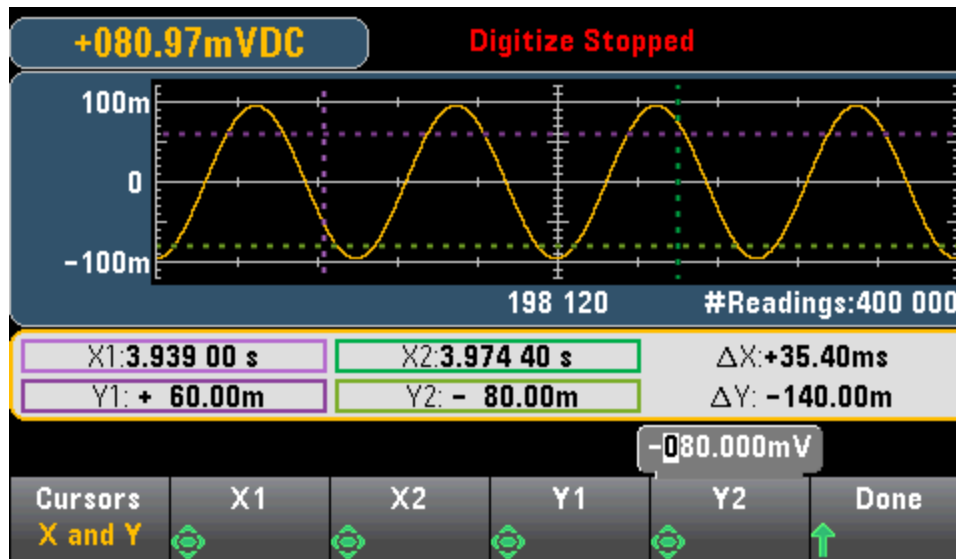 +080.97mVDC
Digitize Stopped
100m
0
-100m
198 120 #Readings:400 000
X1:3.939 00 s X2:3.974 40 s ΔX:+35.40ms
Y1: + 60.00m Y2: - 80.00m ΔY: -140.00m
-080.000mV
Cursors X1 X2 Y1 Y2 Done
X and Y